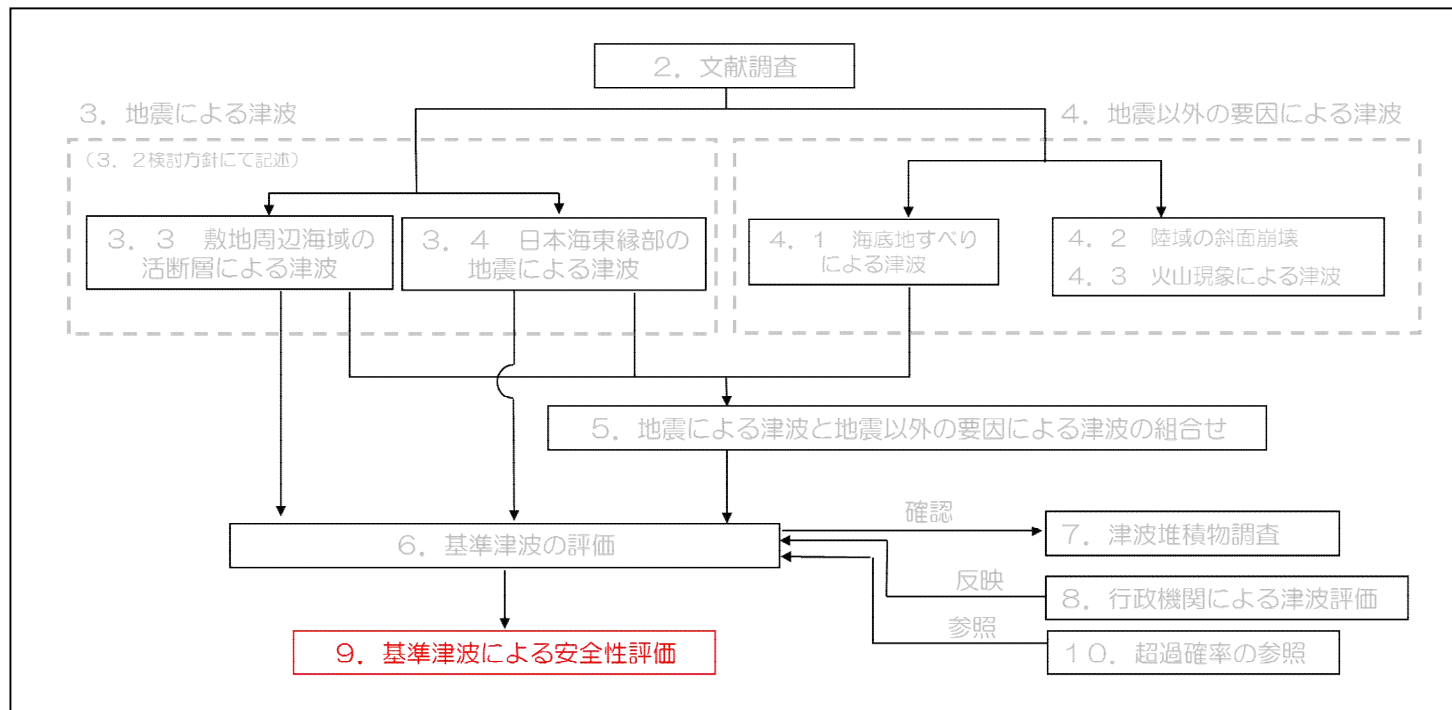 ２．文献調査
３．地震による津波
４．地震以外の要因による津波
（３．２検討方針にて記述）
３．３　敷地周辺海域の
活断層による津波
３．４　日本海東縁部の
地震による津波
４．１　海底地すべり
による津波
４．２　陸域の斜面崩壊
４．３　火山現象による津波
５．地震による津波と地震以外の要因による津波の組合せ
６．基準津波の評価
確認
７．津波堆積物調査
反映
８．行政機関による津波評価
参照
１０．超過確率の参照
９．基準津波による安全性評価